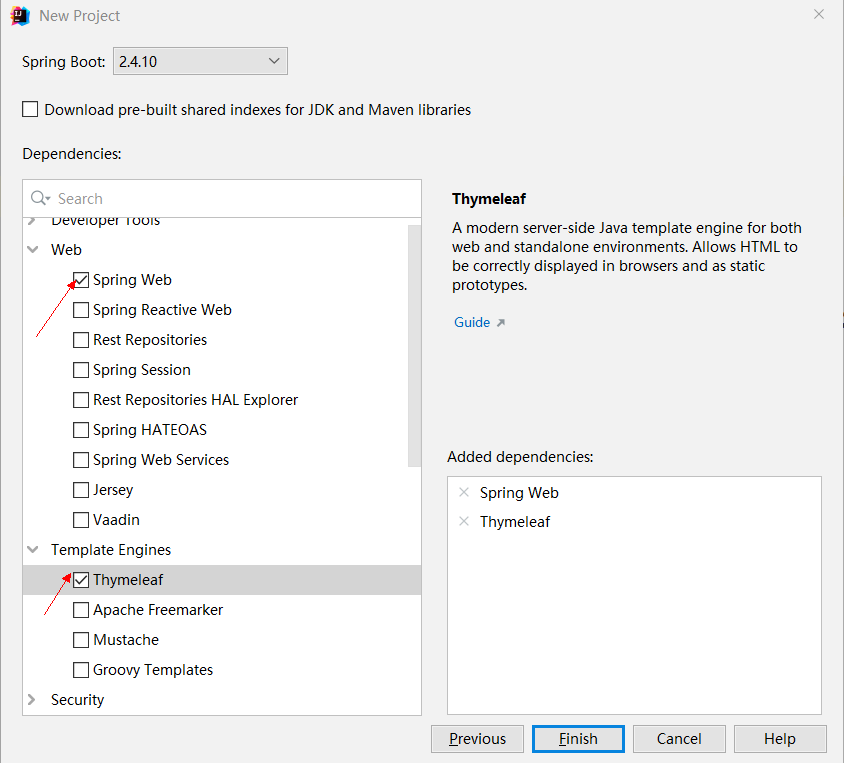 New Project
Spring Boot: 2.4.10
Download pre-built shared indexes for JDK and Maven libraries
Dependencies:
Search
Developer Tools
Web
Spring Web
Spring Reactive Web
Rest Repositories
Spring Session
Rest Repositories HAL Explorer
Spring HATEOAS
Spring Web Services
Jersey
Vaadin
Template Engines
Thymeleaf
Apache Freemarker
Mustache
Groovy Templates
Security
Thymeleaf
A modern server-side Java template engine for both
web and standalone environments. Allows HTML to
be correctly displayed in browsers and as static
prototypes.
Guide
Added dependencies:
Spring Web
Thymeleaf
Previous Finish Cancel Help